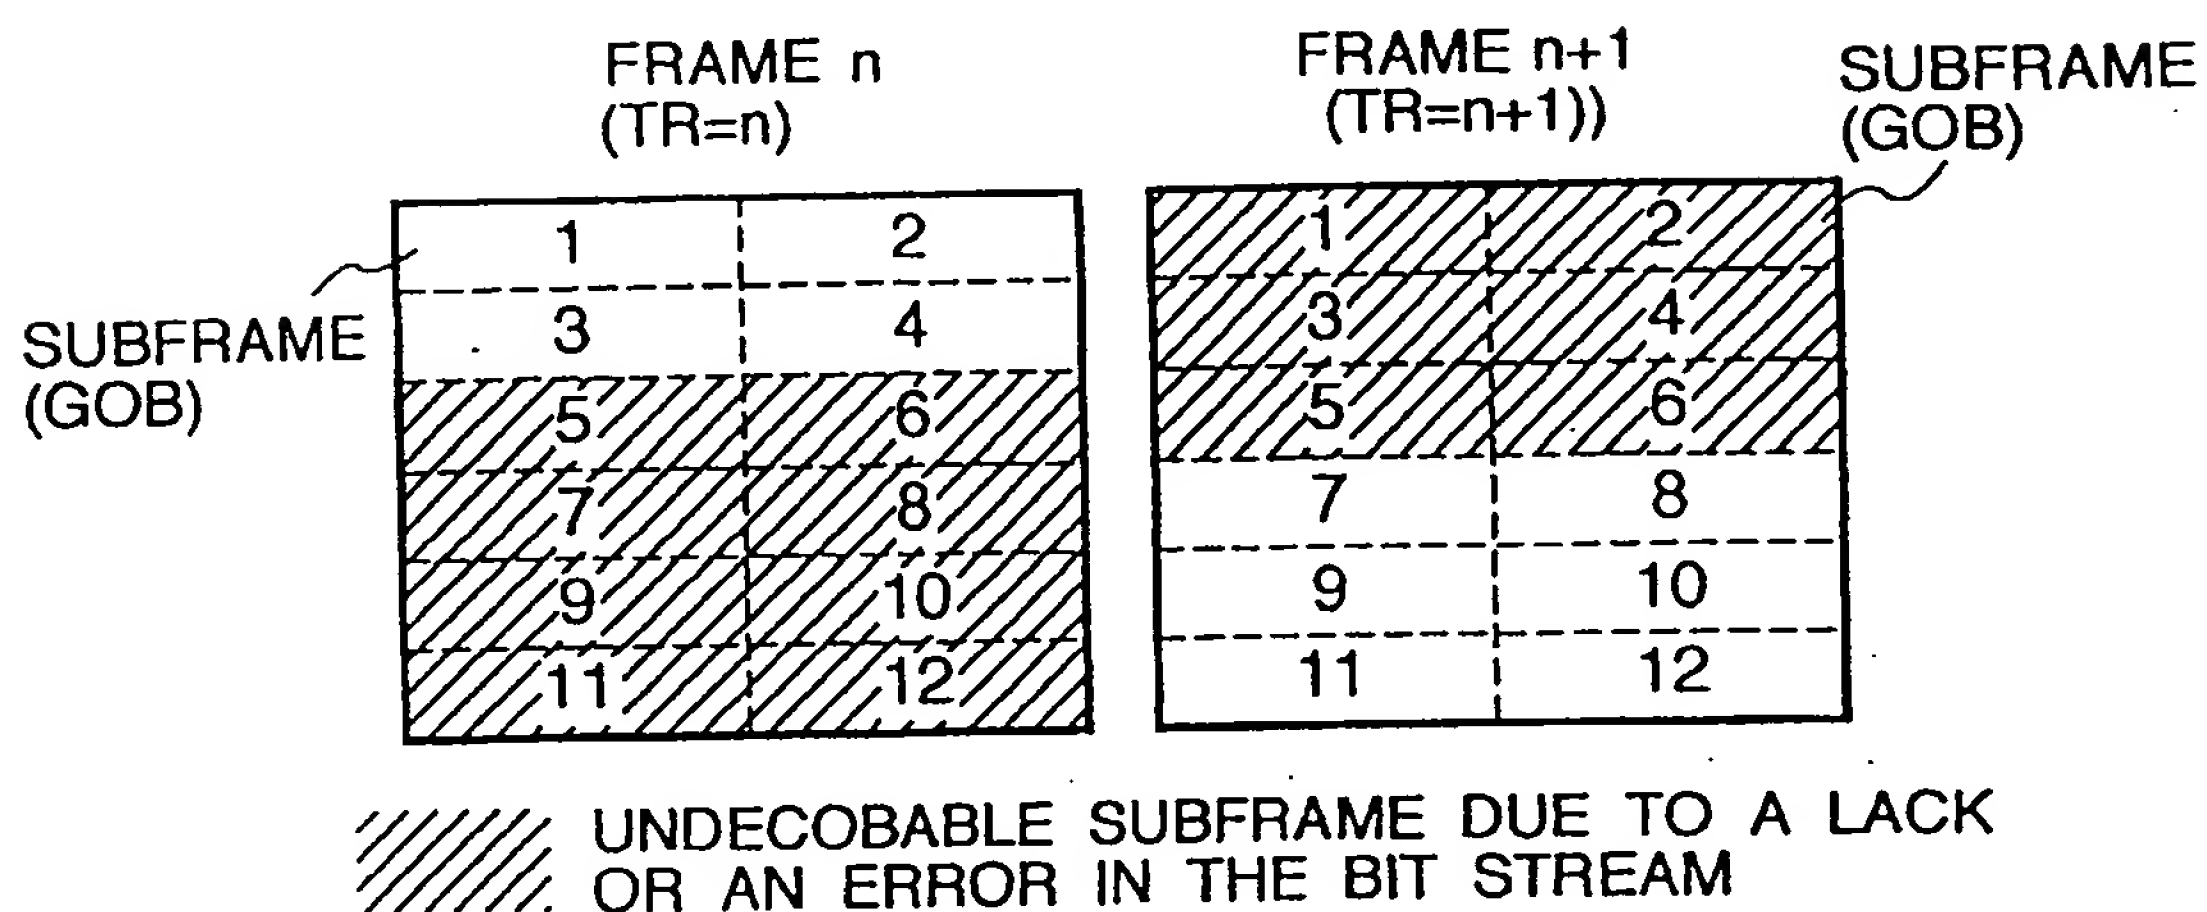 FRAME n
(TR=n)
FRAME n+1
(TR=n+1))
SUBFRAME
(GOB)
SUBFRAME
(GOB)
1 2
3 4
5 6
7 8
9 10
11 12
1 2
3 4
5 6
7 8
9 10
11 12
UNDECOBABLE SUBFRAME DUE TO A LACK
OR AN ERROR IN THE BIT STREAM